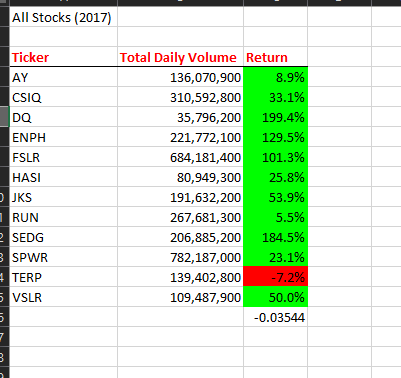 All Stocks (2017)
Ticker Total Daily Volume Return
AY 136,070,900 8.9%
CSIQ 310,592,800 33.1%
DQ 35,796,200 199.4%
ENPH 221,772,100 129.5%
FSLR 684,181,400 101.3%
HASI 80,949,300 25.8%
JKS 191,632,200 53.9%
RUN 267,681,300 5.5%
SEDG 206,885,200 184.5%
SPWR 782,187,000 23.1%
TERP 139,402,800 -7.2%
VSLR 109,487,900 50.0%
-0.03544